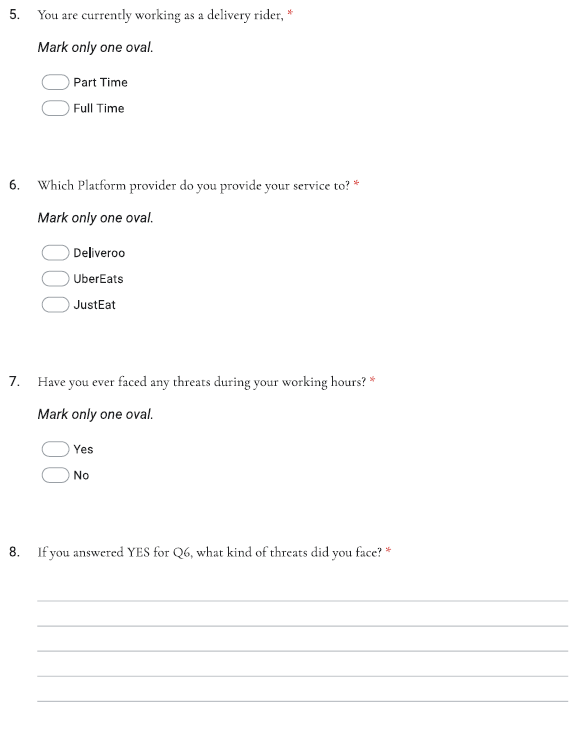 5. You are currently working as a delivery rider, *
Mark only one oval.
Part Time
Full Time
6. Which Platform provider do you provide your service to? *
Mark only one oval.
Deliveroo
UberEats
JustEat
7. Have you ever faced any threats during your working hours? *
Mark only one oval.
Yes
No
8. If you answered YES for Q6, what kind of threats did you face? *